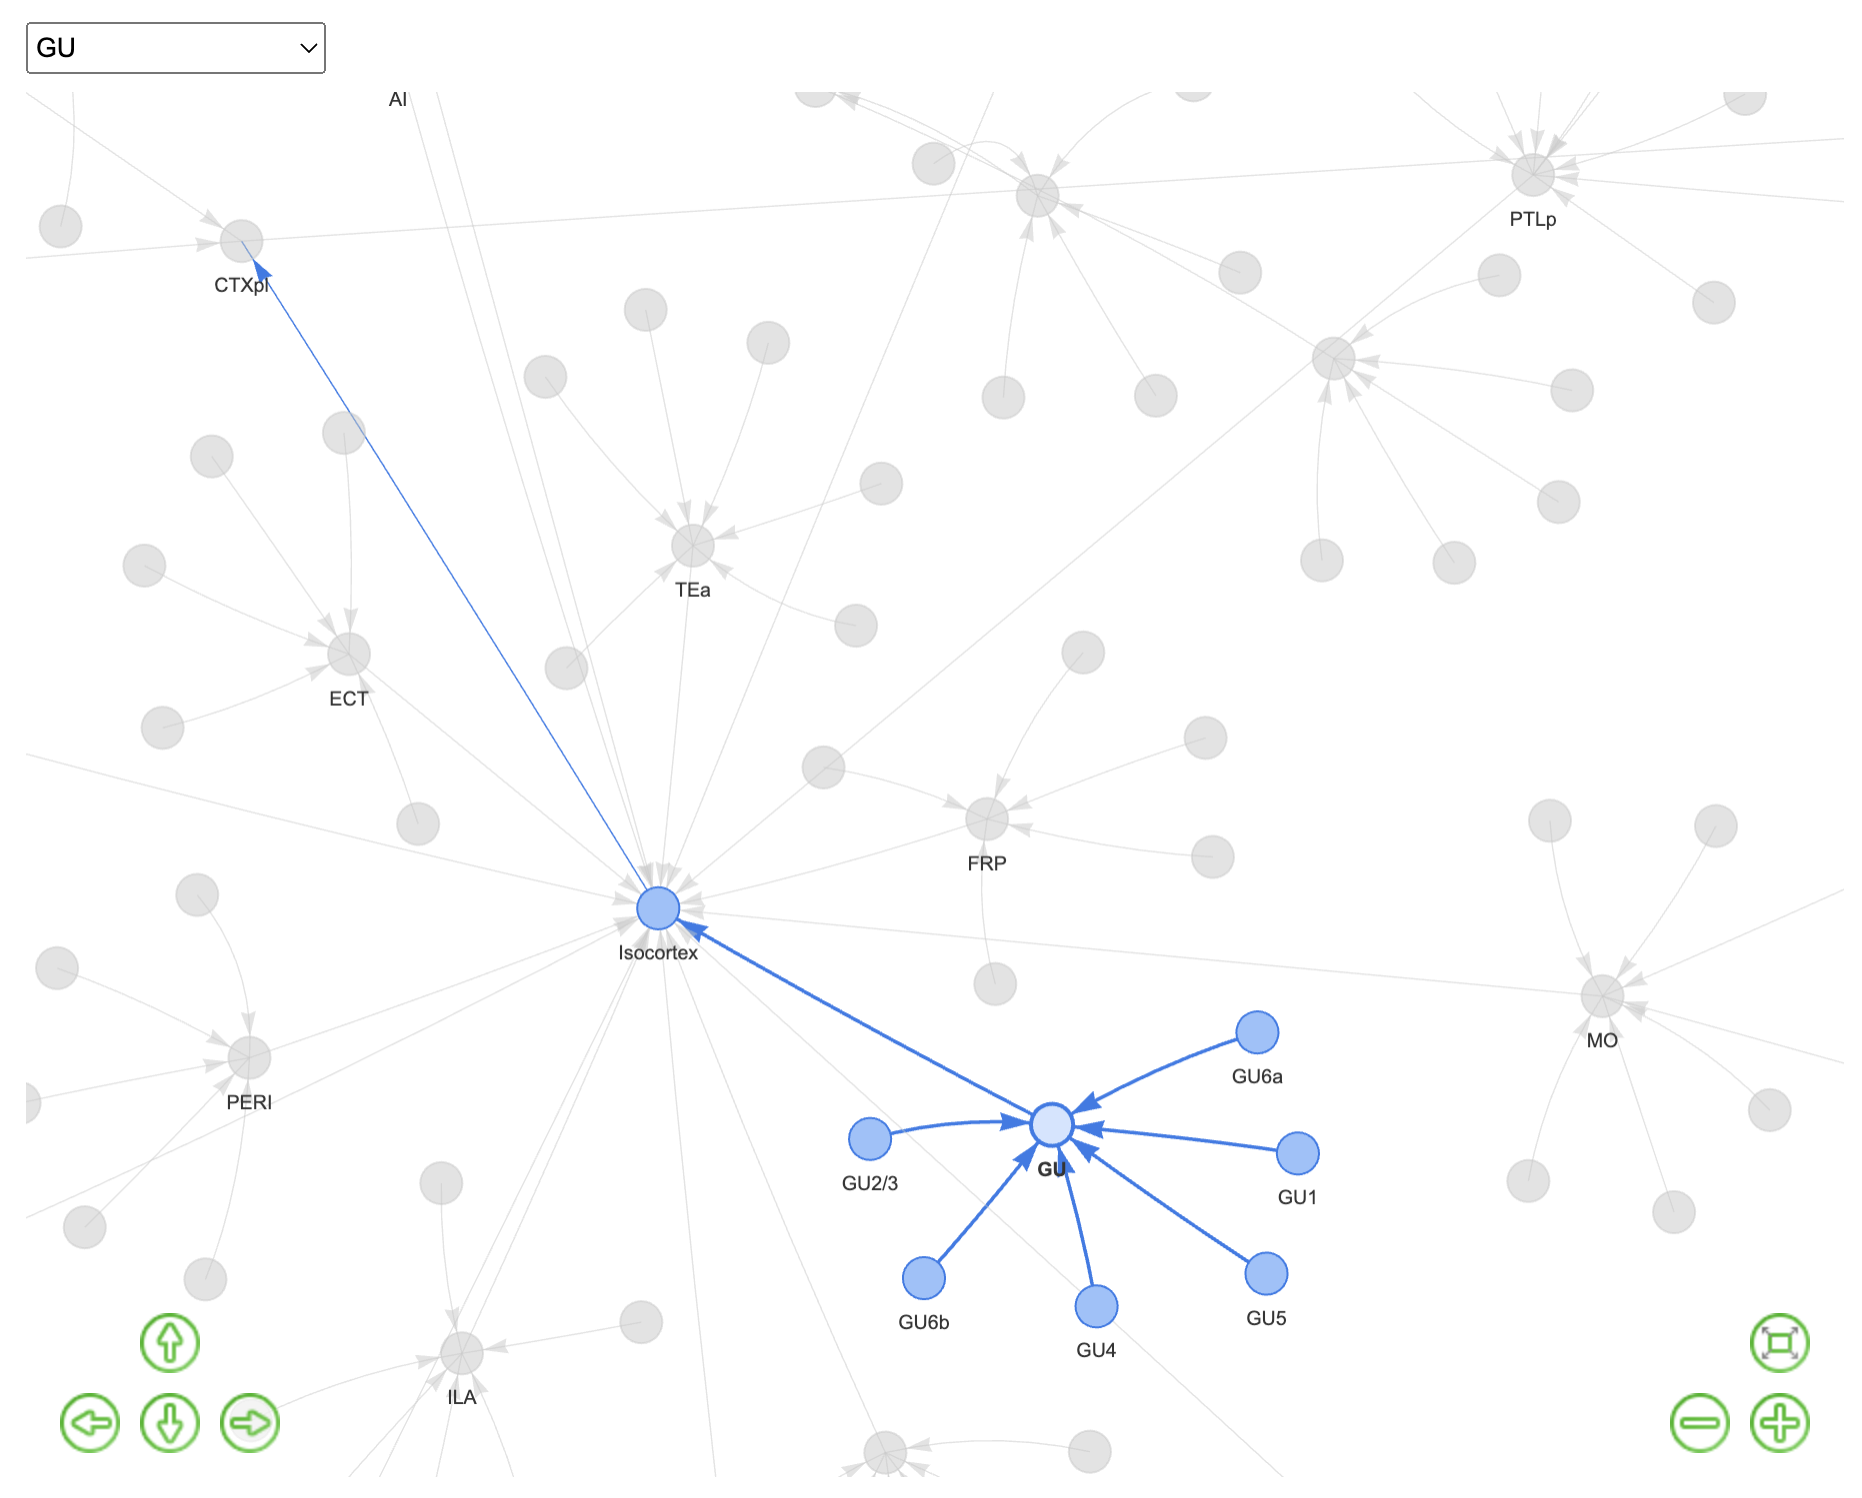 GU
AI
PTLp
CTXpl
TEa
ECT
FRP
Isocortex
MO
GU6a
PERI
GU
GU2/3
GU1
GU6b
GU5
GU4
ILA